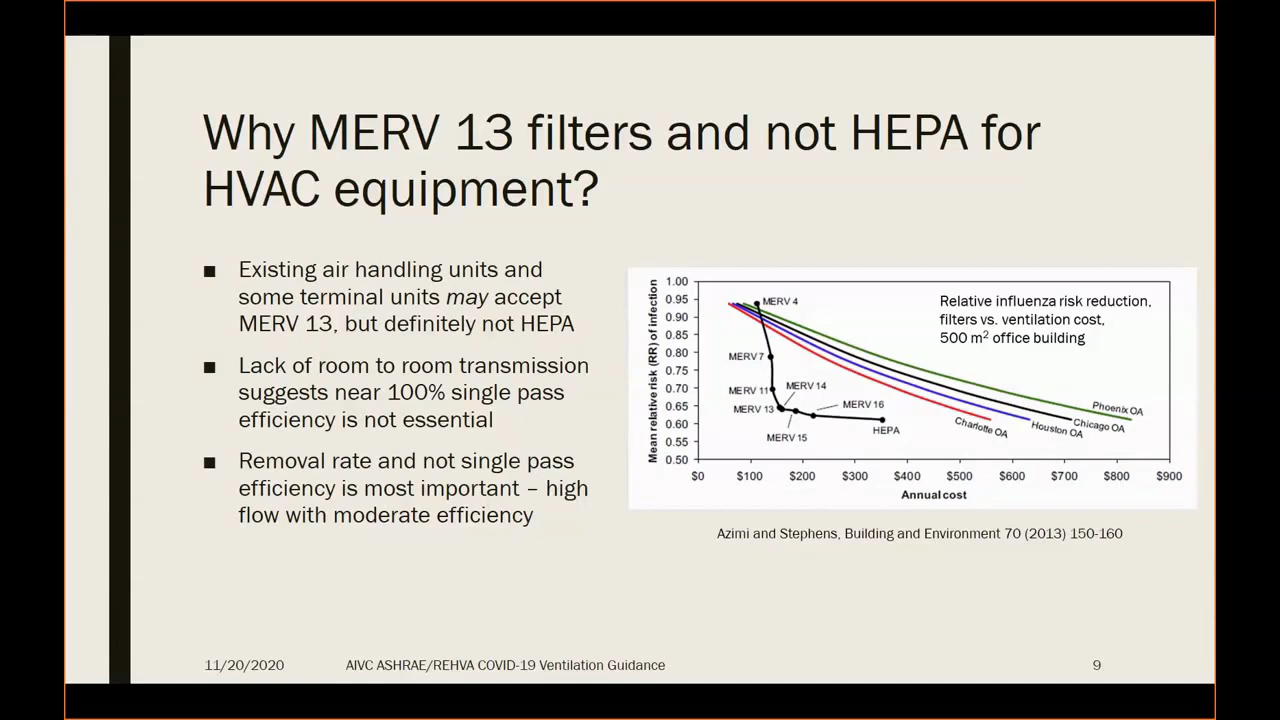 Why MERV 13 filters and not HEPA for
HVAC equipment?
■ Existing air handling units and
some terminal units may accept
MERV 13, but definitely not HEPA
■ Lack of room to room transmission
suggests near 100% single pass
efficiency is not essential
■ Removal rate and not single pass
efficiency is most important – high
flow with moderate efficiency
Mean relative risk (RR) of infection
1.00
0.95
0.90
0.85
0.80
0.75
0.70
0.65
0.60
0.55
0.50
Relative influenza risk reduction,
filters vs. ventilation cost,
500 m² office building
MERV 4
MERV 7
MERV 11
MERV 14
MERV 13
MERV 16
MERV 15
HEPA
Charlotte OA
Houston OA
Chicago OA
Phoenix OA
$0 $100 $200 $300 $400 $500 $600 $700 $800 $900
Annual cost
Azimi and Stephens, Building and Environment 70 (2013) 150-160
11/20/2020 AIVC ASHRAE/REHVA COVID-19 Ventilation Guidance 9